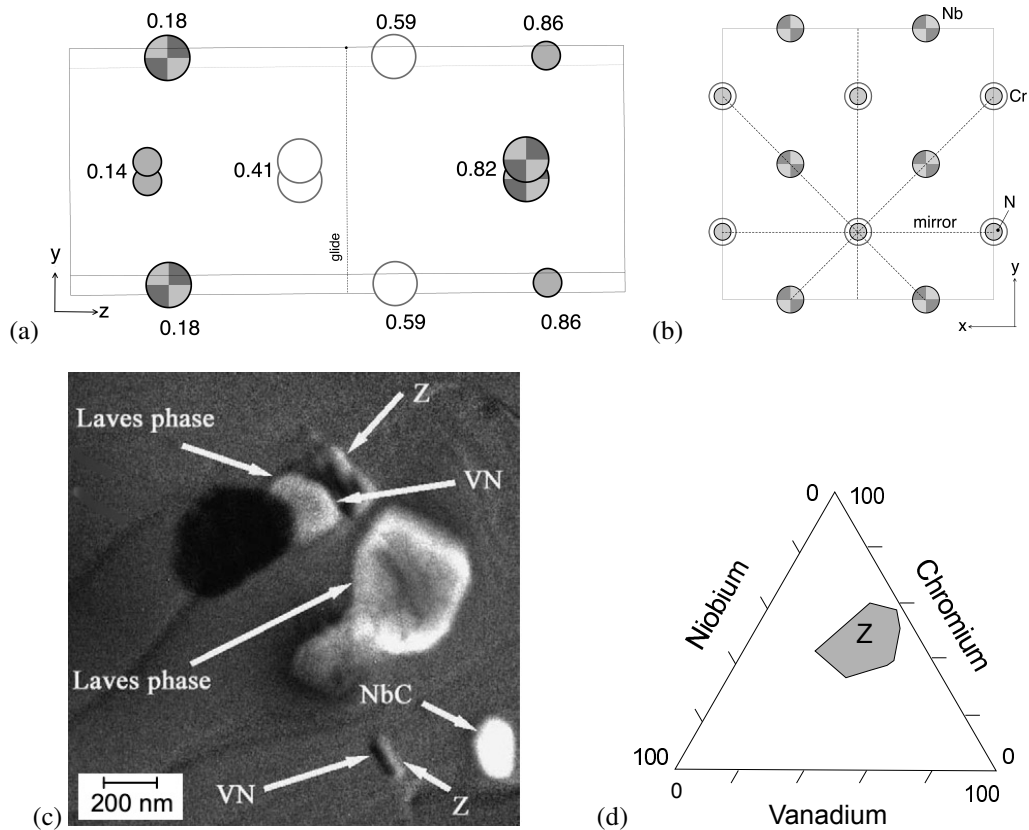 0.18
0.59
0.86
0.14
0.41
0.82
glide
y
z
0.18
0.59
0.86
(a)
Nb
Cr
N
mirror
y
x
(b)
Z
Laves phase
VN
Laves phase
NbC
VN
Z
200 nm
(c)
0
100
Niobium
Chromium
Z
100
0
0
100
Vanadium
(d)